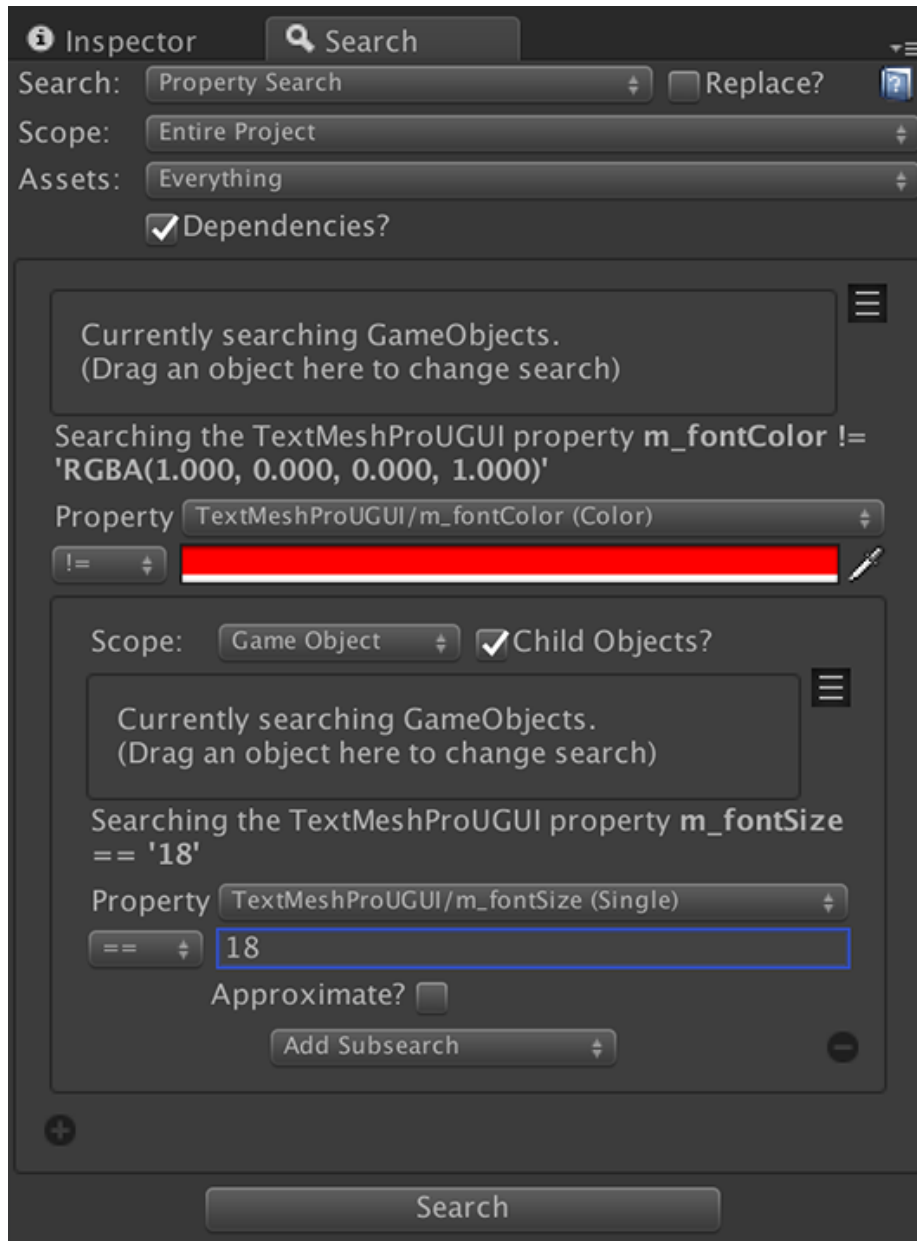 Inspector Search
Search: Property Search Replace?
Scope: Entire Project
Assets: Everything
Dependencies?
Currently searching GameObjects.
(Drag an object here to change search)
Searching the TextMeshProUGUI property m_fontColor !=
'RGBA(1.000, 0.000, 0.000, 1.000)'
Property TextMeshProUGUI/m_fontColor (Color)
!=
Scope: Game Object Child Objects?
Currently searching GameObjects.
(Drag an object here to change search)
Searching the TextMeshProUGUI property m_fontSize
== '18'
Property TextMeshProUGUI/m_fontSize (Single)
== 18
Approximate?
Add Subsearch
Search